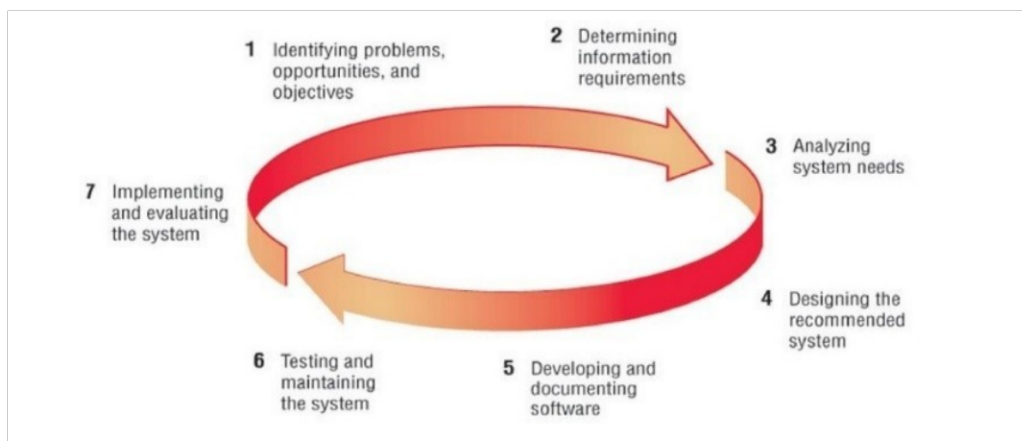 1 Identifying problems,
opportunities, and
objectives
2 Determining
information
requirements
3 Analyzing
system needs
4 Designing the
recommended
system
5 Developing and
documenting
software
6 Testing and
maintaining
the system
7 Implementing
and evaluating
the system